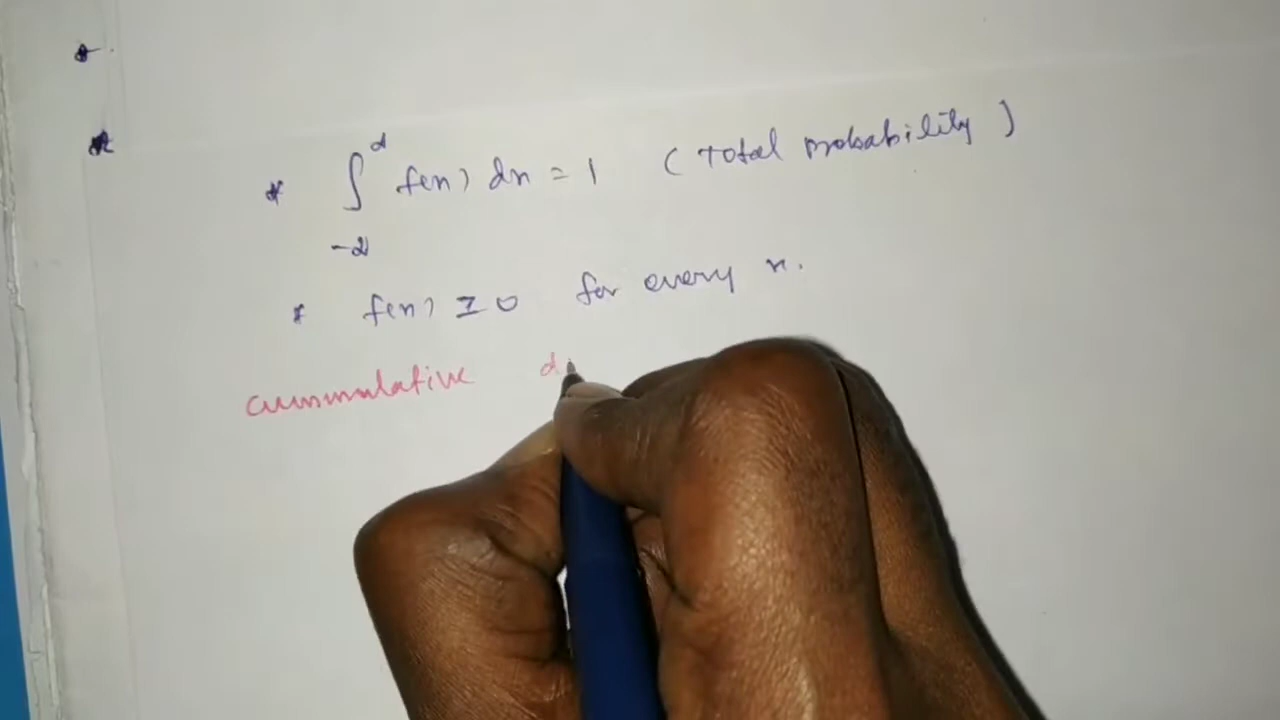 * ∫_{-∞}^{∞} f(x) dx = 1 (Total probability)
* f(x) ≥ 0 for every x.
cummulative d